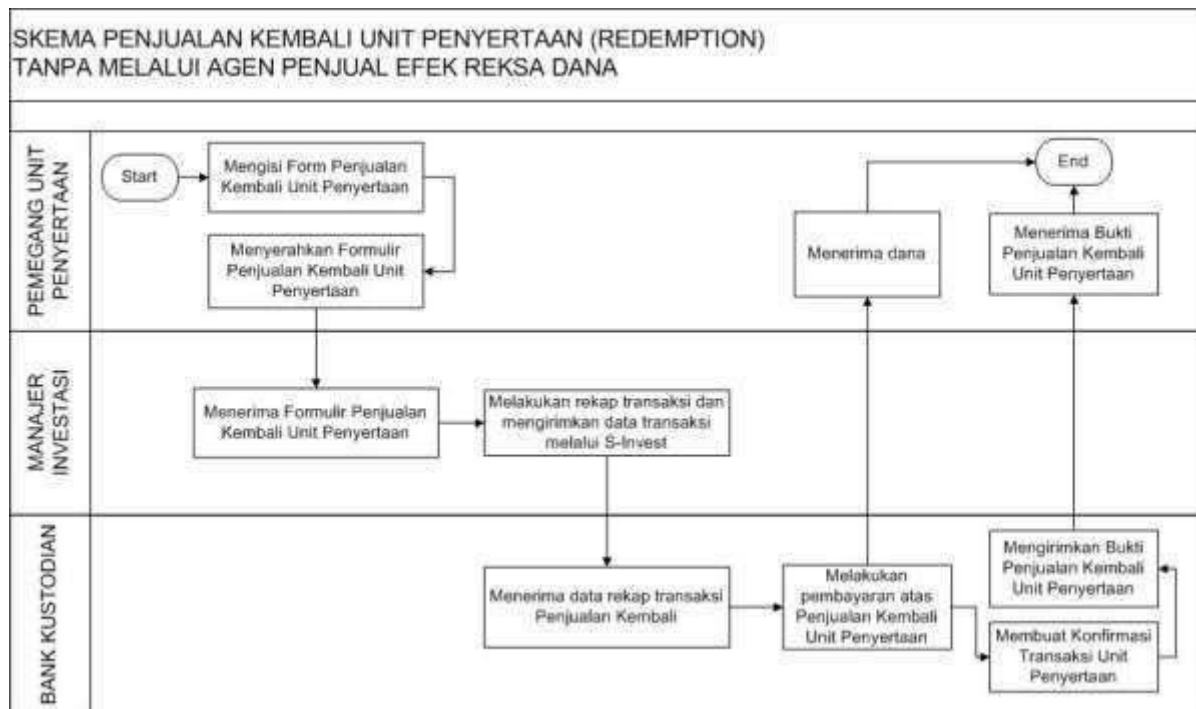 SKEMA PENJUALAN KEMBALI UNIT PENYERTAAN (REDEMPTION)
TANPA MELALUI AGEN PENJUAL EFEK REKSA DANA
PEMEGANG UNIT
PENYERTAAN
Start
Mengisi Form Penjualan
Kembali Unit Penyertaan
Menyerahkan Formulir
Penjualan Kembali Unit
Penyertaan
Menerima dana
End
Menerima Bukti
Penjualan Kembali
Unit Penyertaan
MANAJER
INVESTASI
Menerima Formulir Penjualan
Kembali Unit Penyertaan
Melakukan rekap transaksi dan
mengirimkan data transaksi
melalui S-Invest
BANK KUSTODIAN
Menerima data rekap transaksi
Penjualan Kembali
Melakukan
pembayaran atas
Penjualan Kembali
Unit Penyertaan
Mengirimkan Bukti
Penjualan Kembali
Unit Penyertaan
Membuat Konfirmasi
Transaksi Unit
Penyertaan